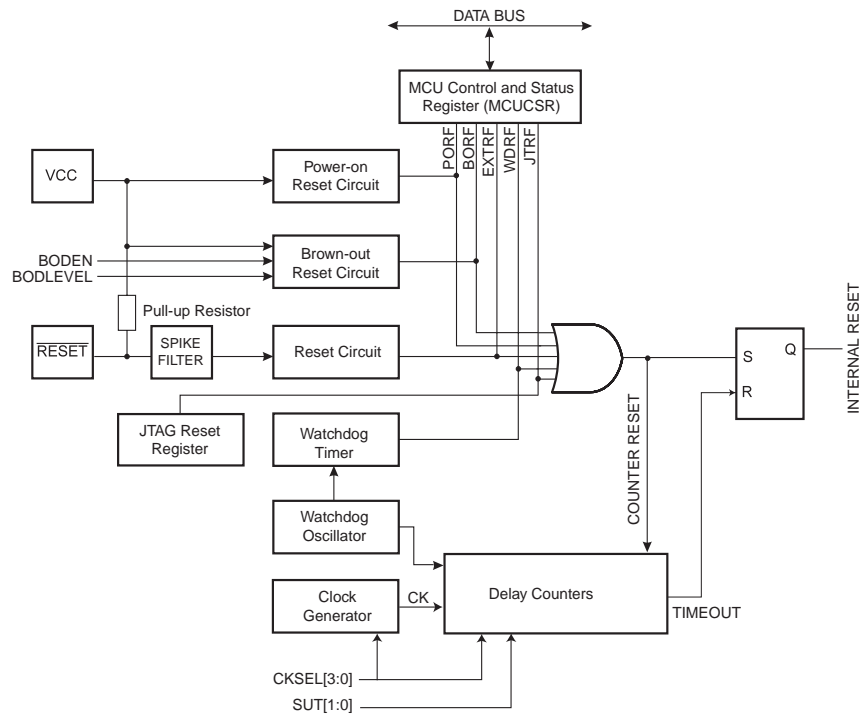 DATA BUS
MCU Control and Status
Register (MCUCSR)
PORF
BORF
EXTRF
WDRF
JTRF
VCC
Power-on
Reset Circuit
BODEN
BODLEVEL
Brown-out
Reset Circuit
Pull-up Resistor
RESET
SPIKE
FILTER
Reset Circuit
JTAG Reset
Register
Watchdog
Timer
Watchdog
Oscillator
Clock
Generator
CK
Delay Counters
CKSEL[3:0]
SUT[1:0]
COUNTER RESET
TIMEOUT
S
R
Q
INTERNAL RESET